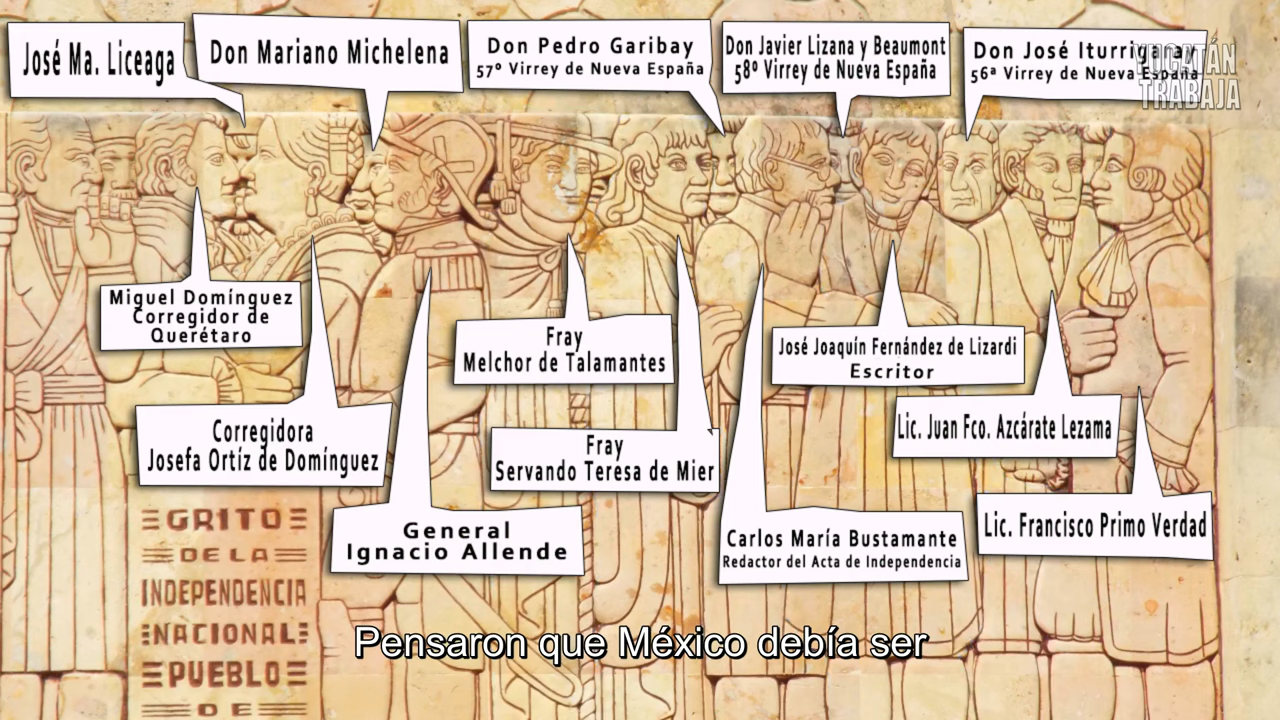 José Ma. Liceaga
Don Mariano Michelena
Don Pedro Garibay
57º Virrey de Nueva España
Don Javier Lizana y Beaumont
58º Virrey de Nueva España
Don José Iturrigaray
56ª Virrey de Nueva España
YUCATÁN
TRABAJA
Miguel Domínguez
Corregidor de
Querétaro
Fray
Melchor de Talamantes
José Joaquín Fernández de Lizardi
Escritor
Corregidora
Josefa Ortíz de Domínguez
Fray
Servando Teresa de Mier
Lic. Juan Fco. Azcárate Lezama
General
Ignacio Allende
Carlos María Bustamante
Redactor del Acta de Independencia
Lic. Francisco Primo Verdad
GRITO
DE LA
INDEPENDENCIA
NACIONAL
PUEBLO
DE
Pensaron que México debía ser